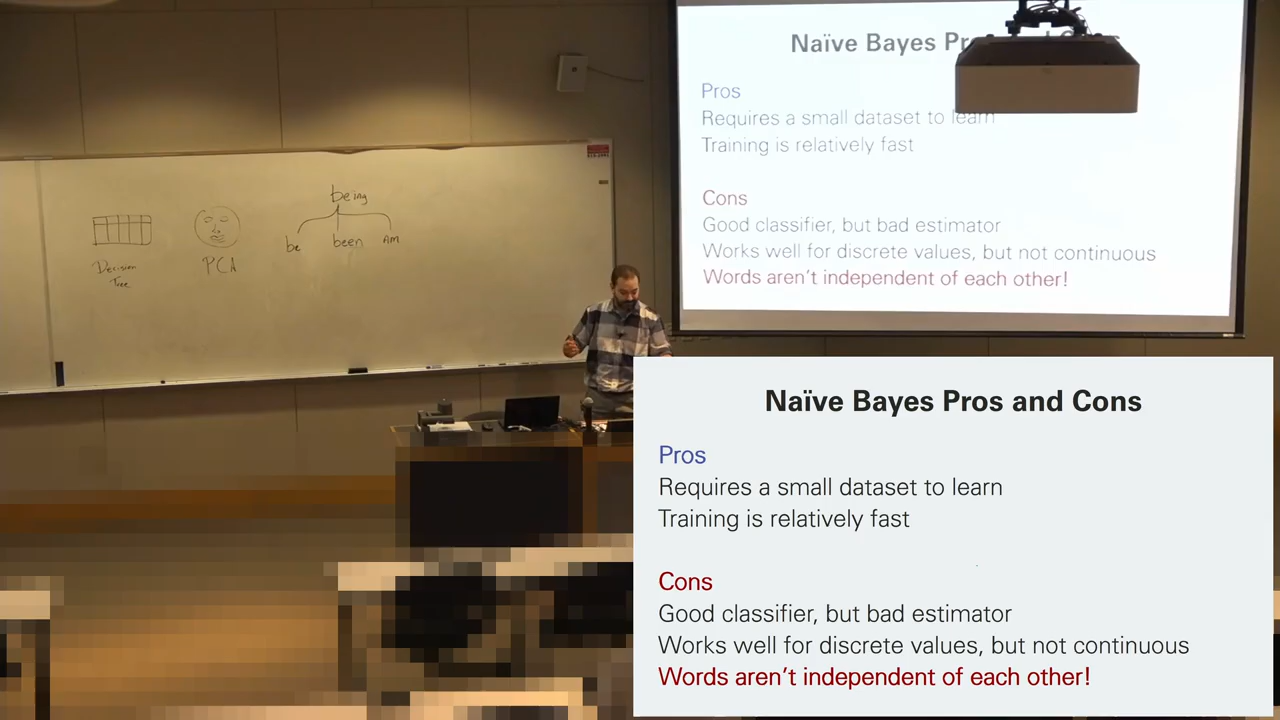 being
be been am
Decision
Tree
PCA
Naïve Bayes Pr
Pros
Requires a small dataset to learn
Training is relatively fast
Cons
Good classifier, but bad estimator
Works well for discrete values, but not continuous
Words aren't independent of each other!
Naïve Bayes Pros and Cons
Pros
Requires a small dataset to learn
Training is relatively fast
Cons
Good classifier, but bad estimator
Works well for discrete values, but not continuous
Words aren't independent of each other!